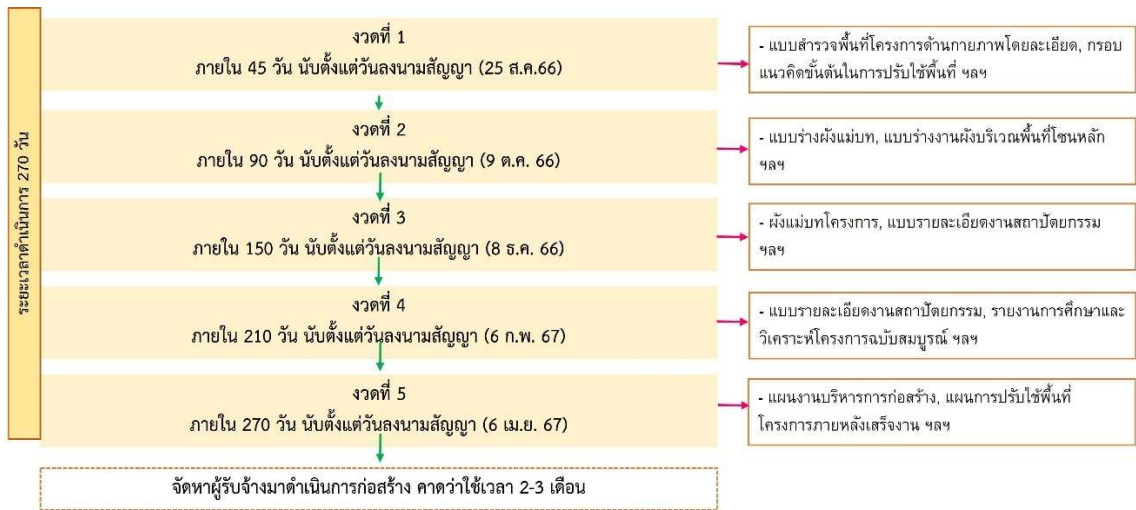 ระยะเวลาดำเนินการ 270 วัน
งวดที่ 1
ภายใน 45 วัน นับตั้งแต่วันลงนามสัญญา (25 ส.ค.66)
- แบบสำรวจพื้นที่โครงการด้านกายภาพโดยละเอียด, กรอบ
แนวคิดขั้นต้นในการปรับใช้พื้นที่ ฯลฯ
งวดที่ 2
ภายใน 90 วัน นับตั้งแต่วันลงนามสัญญา (9 ต.ค. 66)
- แบบร่างผังแม่บท, แบบร่างงานผังบริเวณพื้นที่โซนหลัก
ฯลฯ
งวดที่ 3
ภายใน 150 วัน นับตั้งแต่วันลงนามสัญญา (8 ธ.ค. 66)
- ผังแม่บทโครงการ, แบบรายละเอียดงานสถาปัตยกรรม
ฯลฯ
งวดที่ 4
ภายใน 210 วัน นับตั้งแต่วันลงนามสัญญา (6 ก.พ. 67)
- แบบรายละเอียดงานสถาปัตยกรรม, รายงานการศึกษาและ
วิเคราะห์โครงการฉบับสมบูรณ์ ฯลฯ
งวดที่ 5
ภายใน 270 วัน นับตั้งแต่วันลงนามสัญญา (6 เม.ย. 67)
- แผนงานบริหารการก่อสร้าง, แผนการปรับใช้พื้นที่
โครงการภายหลังเสร็จงาน ฯลฯ
จัดหาผู้รับจ้างมาดำเนินการก่อสร้าง คาดว่าใช้เวลา 2-3 เดือน